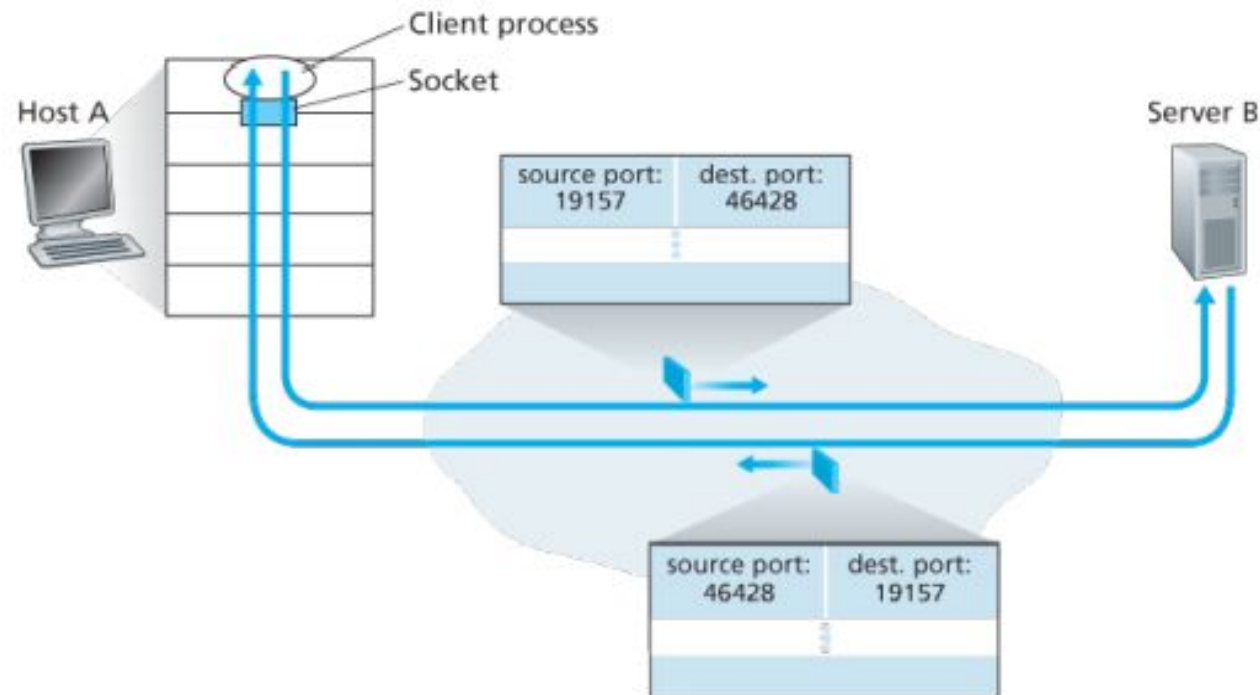 Client process
Socket
Host A
Server B
source port:
19157
dest. port:
46428
source port:
46428
dest. port:
19157